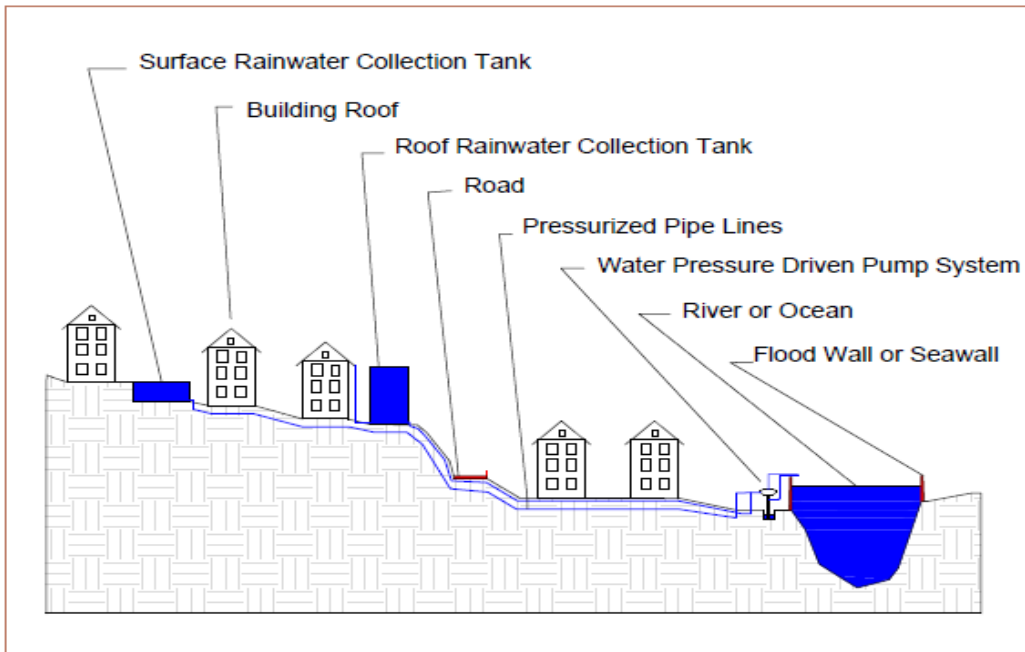 Surface Rainwater Collection Tank
Building Roof
Roof Rainwater Collection Tank
Road
Pressurized Pipe Lines
Water Pressure Driven Pump System
River or Ocean
Flood Wall or Seawall